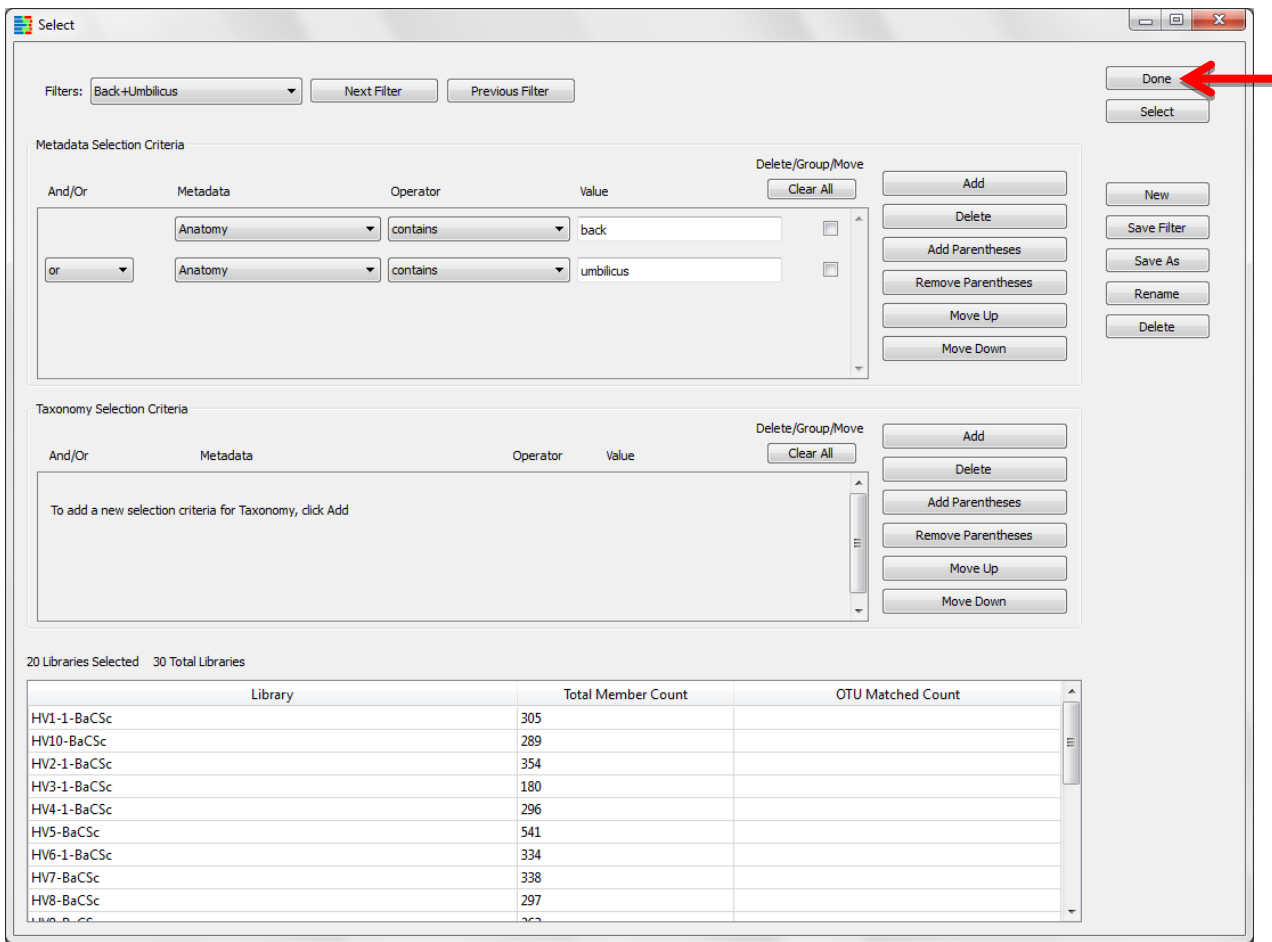 Select
Filters: Back+Umbilicus Next Filter Previous Filter
Done
Select
Metadata Selection Criteria
Delete/Group/Move
And/Or Metadata Operator Value Clear All
Anatomy contains back
or Anatomy contains umbilicus
Add
Delete
Add Parentheses
Remove Parentheses
Move Up
Move Down
New
Save Filter
Save As
Rename
Delete
Taxonomy Selection Criteria
Delete/Group/Move
And/Or Metadata Operator Value Clear All
To add a new selection criteria for Taxonomy, click Add
Add
Delete
Add Parentheses
Remove Parentheses
Move Up
Move Down
20 Libraries Selected 30 Total Libraries
Library Total Member Count OTU Matched Count
HV1-1-BaCSc 305
HV10-BaCSc 289
HV2-1-BaCSc 354
HV3-1-BaCSc 180
HV4-1-BaCSc 296
HV5-BaCSc 541
HV6-1-BaCSc 334
HV7-BaCSc 338
HV8-BaCSc 297